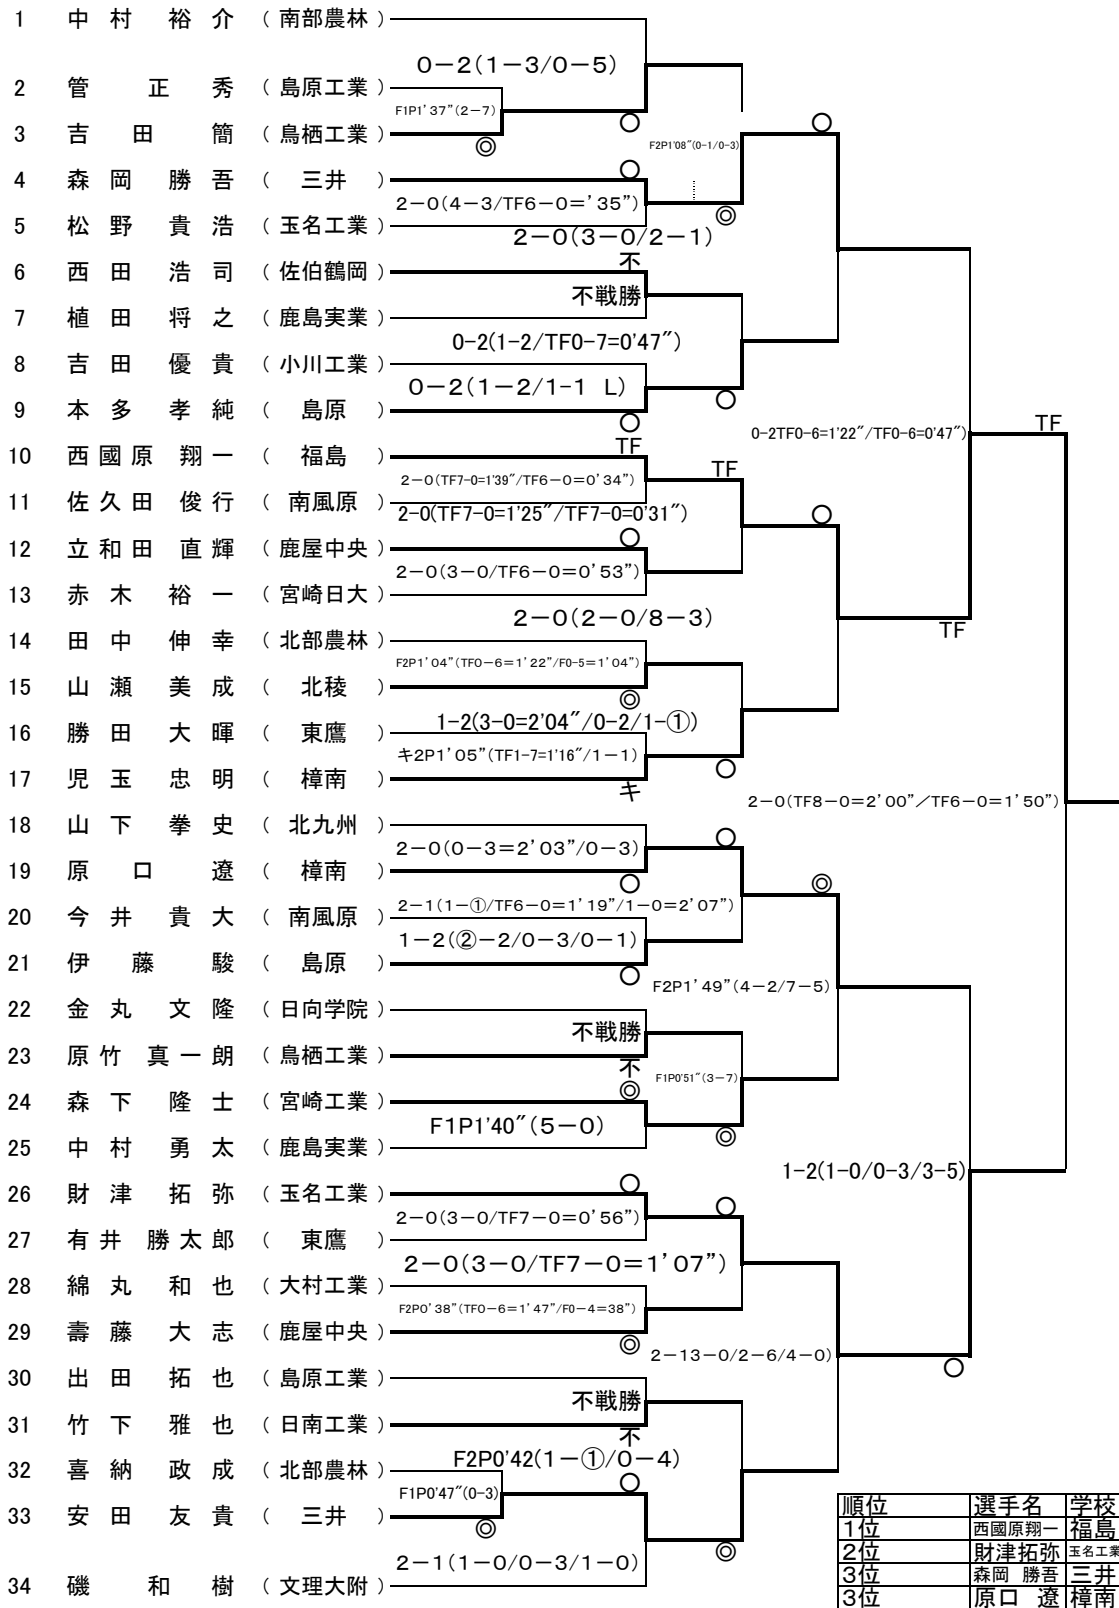 1 中村 裕介 （ 南部農林 ）
0－2(1－3/0－5)
2 管 正秀 （ 島原工業 ）
F1P1'37"(2－7)
3 吉田 簡 （ 鳥栖工業 ）
◎ ○ ○
F2P1'08"(0-1/0-3)
4 森岡 勝吾 （ 三井 ）
○
2－0(4－3/TF6－0＝'35")
◎
5 松野 貴浩 （ 玉名工業 ）
2－0(3－0/2－1)
不
6 西田 浩司 （ 佐伯鶴岡 ）
不戦勝
7 植田 将之 （ 鹿島実業 ）
0-2(1-2/TF0-7=0'47")
8 吉田 優貴 （ 小川工業 ）
0－2(1－2/1-1 L)
○
9 本多 孝純 （ 島原 ）
○
0-2TF0-6=1'22"/TF0-6=0'47")
TF
TF
10 西國原 翔一 （ 福島 ）
TF
2－0(TF7-0=1'39"/TF6－0＝0'34")
11 佐久田 俊行 （ 南風原 ）
2-0(TF7-0=1'25"/TF7-0=0'31")
○
○
12 立和田 直輝 （ 鹿屋中央 ）
2－0(3－0/TF6－0＝0'53")
13 赤木 裕一 （ 宮崎日大 ）
2－0(2－0/8－3)
TF
14 田中 伸幸 （ 北部農林 ）
F2P1'04"(TF0－6＝1'22"/F0-5＝1'04")
15 山瀬 美成 （ 北稜 ）
◎
1-2(3-0=2'04"/0-2/1-①)
16 勝田 大暉 （ 東鷹 ）
キ2P1'05"(TF1-7=1'16"/1－1)
○
17 児玉 忠明 （ 樟南 ）
キ
2－0(TF8－0＝2'00"／TF6－0＝1'50")
18 山下 拳史 （ 北九州 ）
○
2－0(0－3＝2'03"/0－3)
19 原口 遼 （ 樟南 ）
○ ◎
2－1(1－①/TF6－0＝1'19"/1－0＝2'07")
20 今井 貴大 （ 南風原 ）
1－2(②－2/0－3/0－1)
21 伊藤 駿 （ 島原 ）
○
F2P1'49"(4－2/7－5)
22 金丸 文隆 （ 日向学院 ）
不戦勝
23 原竹 真一朗 （ 鳥栖工業 ）
不
F1P0'51"(3－7)
◎
24 森下 隆士 （ 宮崎工業 ）
F1P1'40"(5－0)
◎
25 中村 勇太 （ 鹿島実業 ）
1-2(1-0/0-3/3-5)
○
26 財津 拓弥 （ 玉名工業 ）
○
2－0(3－0/TF7－0＝0'56")
27 有井 勝太郎 （ 東鷹 ）
2－0(3－0/TF7－0＝1'07")
28 綿丸 和也 （ 大村工業 ）
F2P0'38"(TF0－6＝1'47"/F0－4＝38")
29 壽藤 大志 （ 鹿屋中央 ）
◎
2－13－0/2－6/4－0)
○
30 出田 拓也 （ 島原工業 ）
不戦勝
31 竹下 雅也 （ 日南工業 ）
不
F2P0'42(1－①/0－4)
32 喜納 政成 （ 北部農林 ）
○
F1P0'47"(0-3)
33 安田 友貴 （ 三井 ）
◎
◎
2－1(1－0/0－3/1－0)
34 磯 和樹 （ 文理大附 ）
順位 選手名 学校
1位 西國原翔一 福島
2位 財津拓弥 玉名工業
3位 森岡 勝吾 三井
3位 原口 遼 樟南